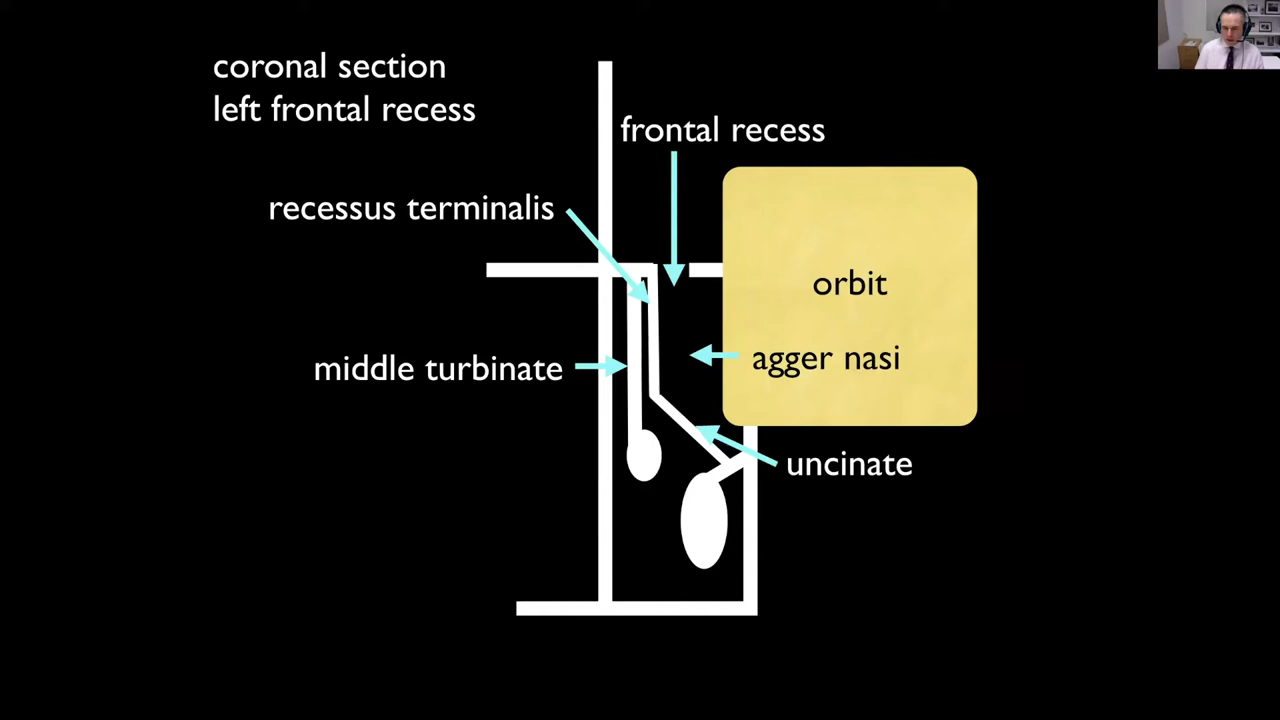 coronal section
left frontal recess
frontal recess
recessus terminalis
orbit
middle turbinate
agger nasi
uncinate